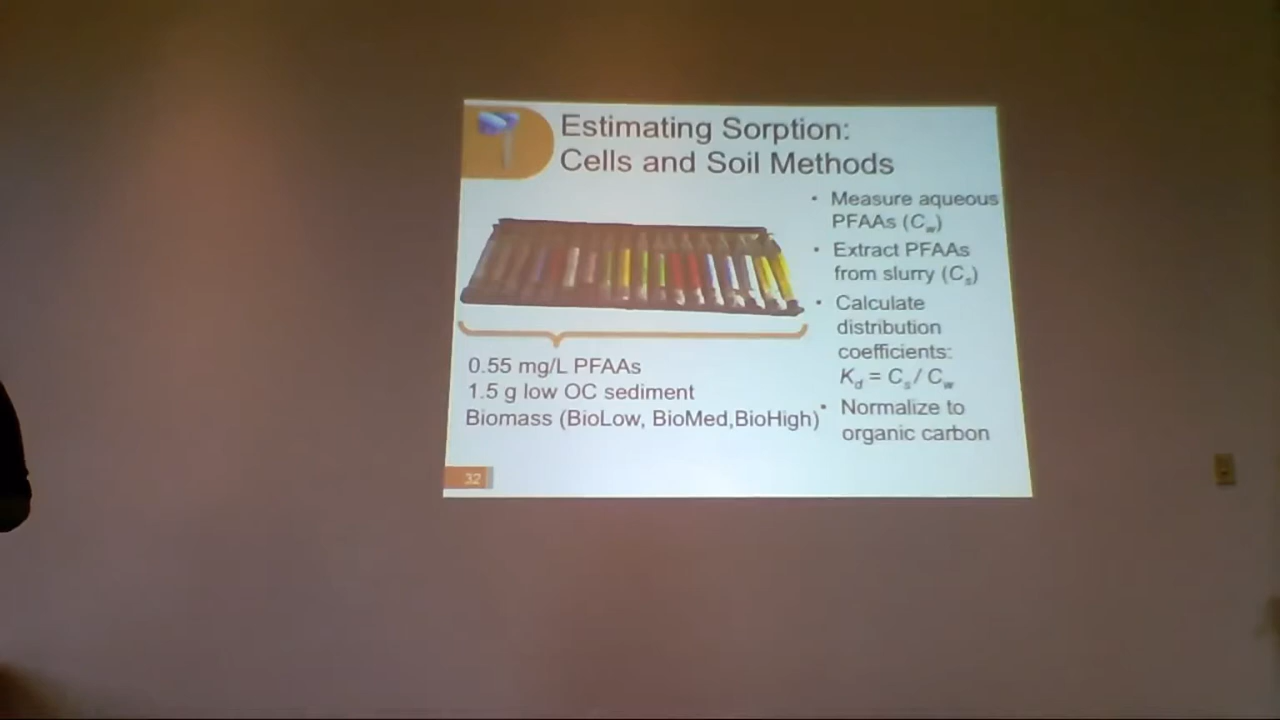 Estimating Sorption:
Cells and Soil Methods
• Measure aqueous
PFAAs (Cw)
• Extract PFAAs
from slurry (Cs)
• Calculate
distribution
coefficients:
Kd = Cs / Cw
• Normalize to
organic carbon
0.55 mg/L PFAAs
1.5 g low OC sediment
Biomass (BioLow, BioMed,BioHigh)
32